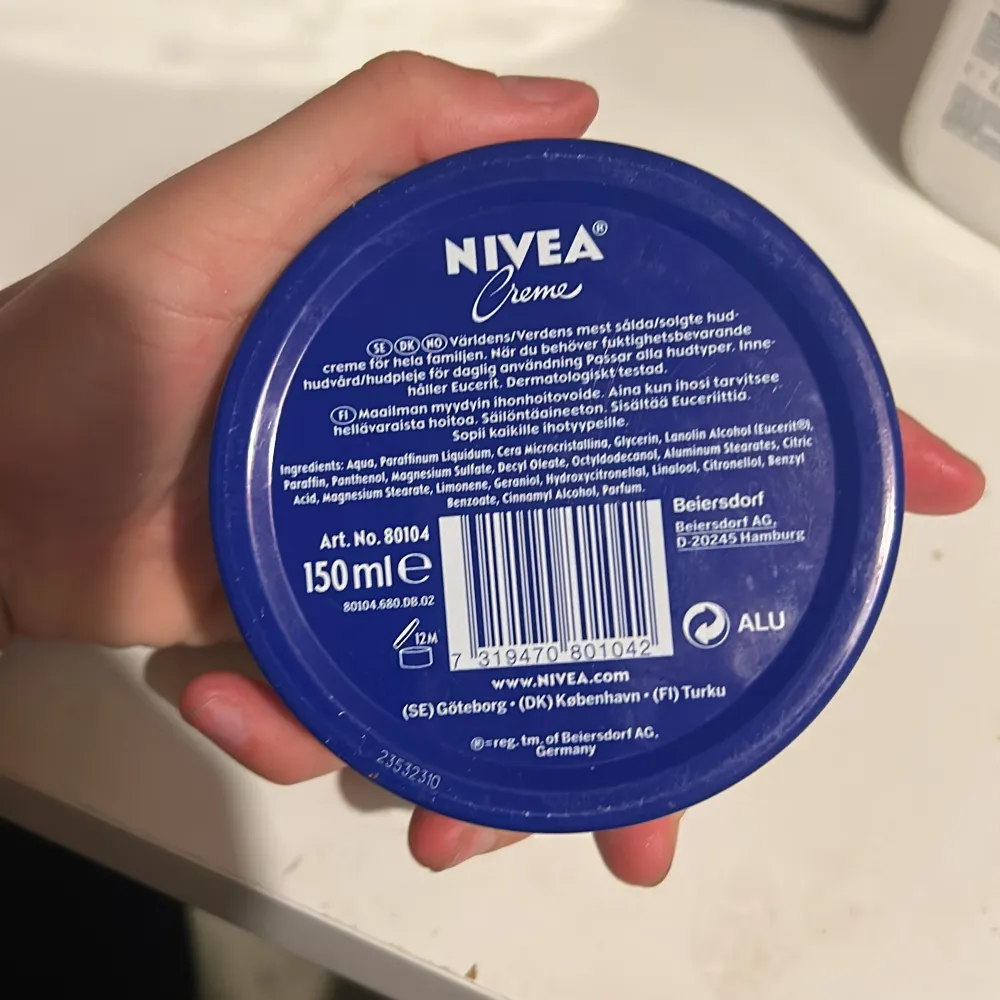 NIVEA®
Creme
SE DK NO Världens/Verdens mest sålda/solgte hud-
creme för hela familjen. När du behöver fuktighetsbevarande
hudvård/hudpleje för daglig användning Passar alla hudtyper. Inne-
håller Eucerit. Dermatologiskt testad.
FI Maailman myydyin ihonhoitovoide. Aina kun ihosi tarvitsee
hellävaraista hoitoa. Säilöntäaineeton. Sisältää Euceriittiä.
Sopii kaikille ihotyypeille.
Ingredients: Aqua, Paraffinum Liquidum, Cera Microcristallina, Glycerin, Lanolin Alcohol (Eucerit®),
Paraffin, Panthenol, Magnesium Sulfate, Decyl Oleate, Octyldodecanol, Aluminum Stearates, Citric
Acid, Magnesium Stearate, Limonene, Geraniol, Hydroxycitronellal, Linalool, Citronellol, Benzyl
Benzoate, Cinnamyl Alcohol, Parfum.
Art. No. 80104
150 ml e
80104.680.DB.02
12M
7 319470 801042
Beiersdorf
Beiersdorf AG,
D-20245 Hamburg
ALU
www.NIVEA.com
(SE) Göteborg • (DK) København • (FI) Turku
®=reg. tm. of Beiersdorf AG,
Germany
23532310